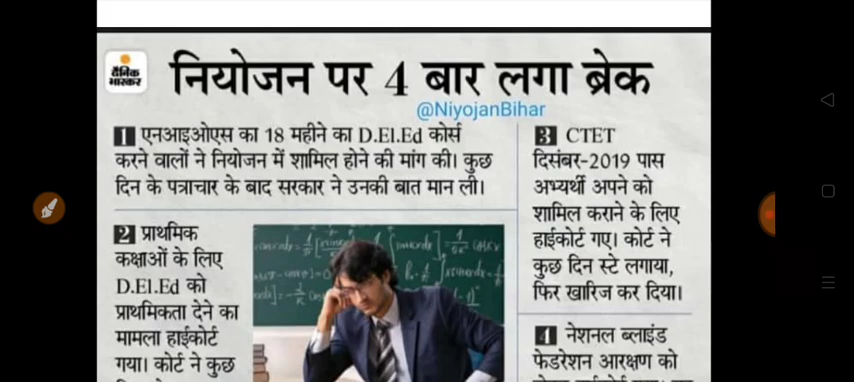 दैनिक
भास्कर
नियोजन पर 4 बार लगा ब्रेक
@NiyojanBihar
1 एनआइओएस का 18 महीने का D.El.Ed कोर्स
करने वालों ने नियोजन में शामिल होने की मांग की। कुछ
दिन के पत्राचार के बाद सरकार ने उनकी बात मान ली।
2 प्राथमिक
कक्षाओं के लिए
D.El.Ed को
प्राथमिकता देने का
मामला हाईकोर्ट
गया। कोर्ट ने कुछ
3 CTET
दिसंबर-2019 पास
अभ्यर्थी अपने को
शामिल कराने के लिए
हाईकोर्ट गए। कोर्ट ने
कुछ दिन स्टे लगाया,
फिर खारिज कर दिया।
4 नेशनल ब्लाइंड
फेडरेशन आरक्षण को